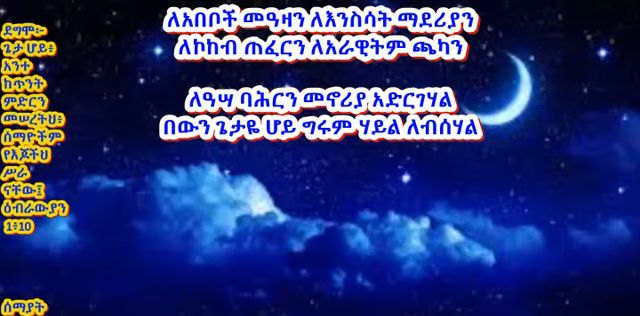 ለአበቦች መዓዛን ለእንስሳት ማደሪያን
ለኮከብ ጠፈርን ለአራዊትም ጫካን
ለዓሣ ባሕርን መኖሪያ አድርገሃል
በውን ጌታዬ ሆይ ግሩም ሃይል ለብሰሃል
ደግሞ፦
ጌታ ሆይ፥
አንተ
ከጥንት
ምድርን
መሠረትህ፥
ሰማዮችም
የእጆችህ
ሥራ
ናቸው፤
ዕብራውያን
1፥10
ሰማያት